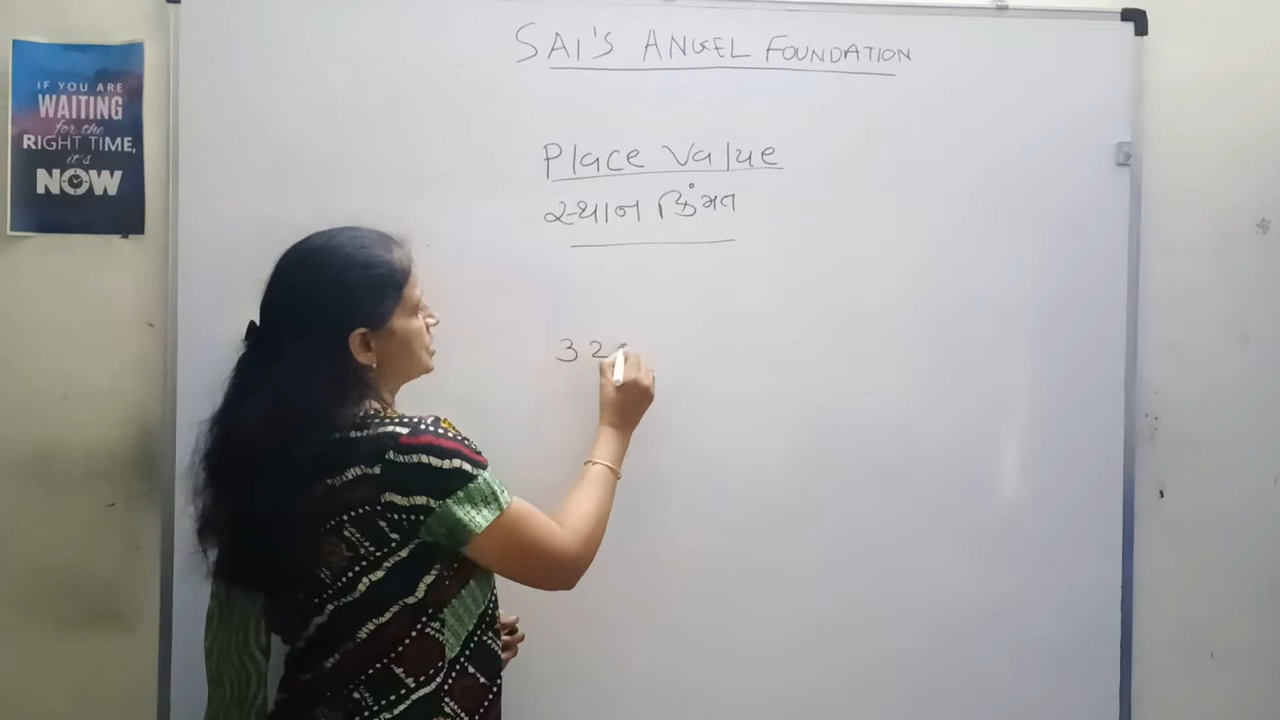 IF YOU ARE
WAITING
for the
RIGHT TIME,
it's
NOW
SAI'S ANGEL FOUNDATION
Place Value
સ્થાન કિંમત
3 2